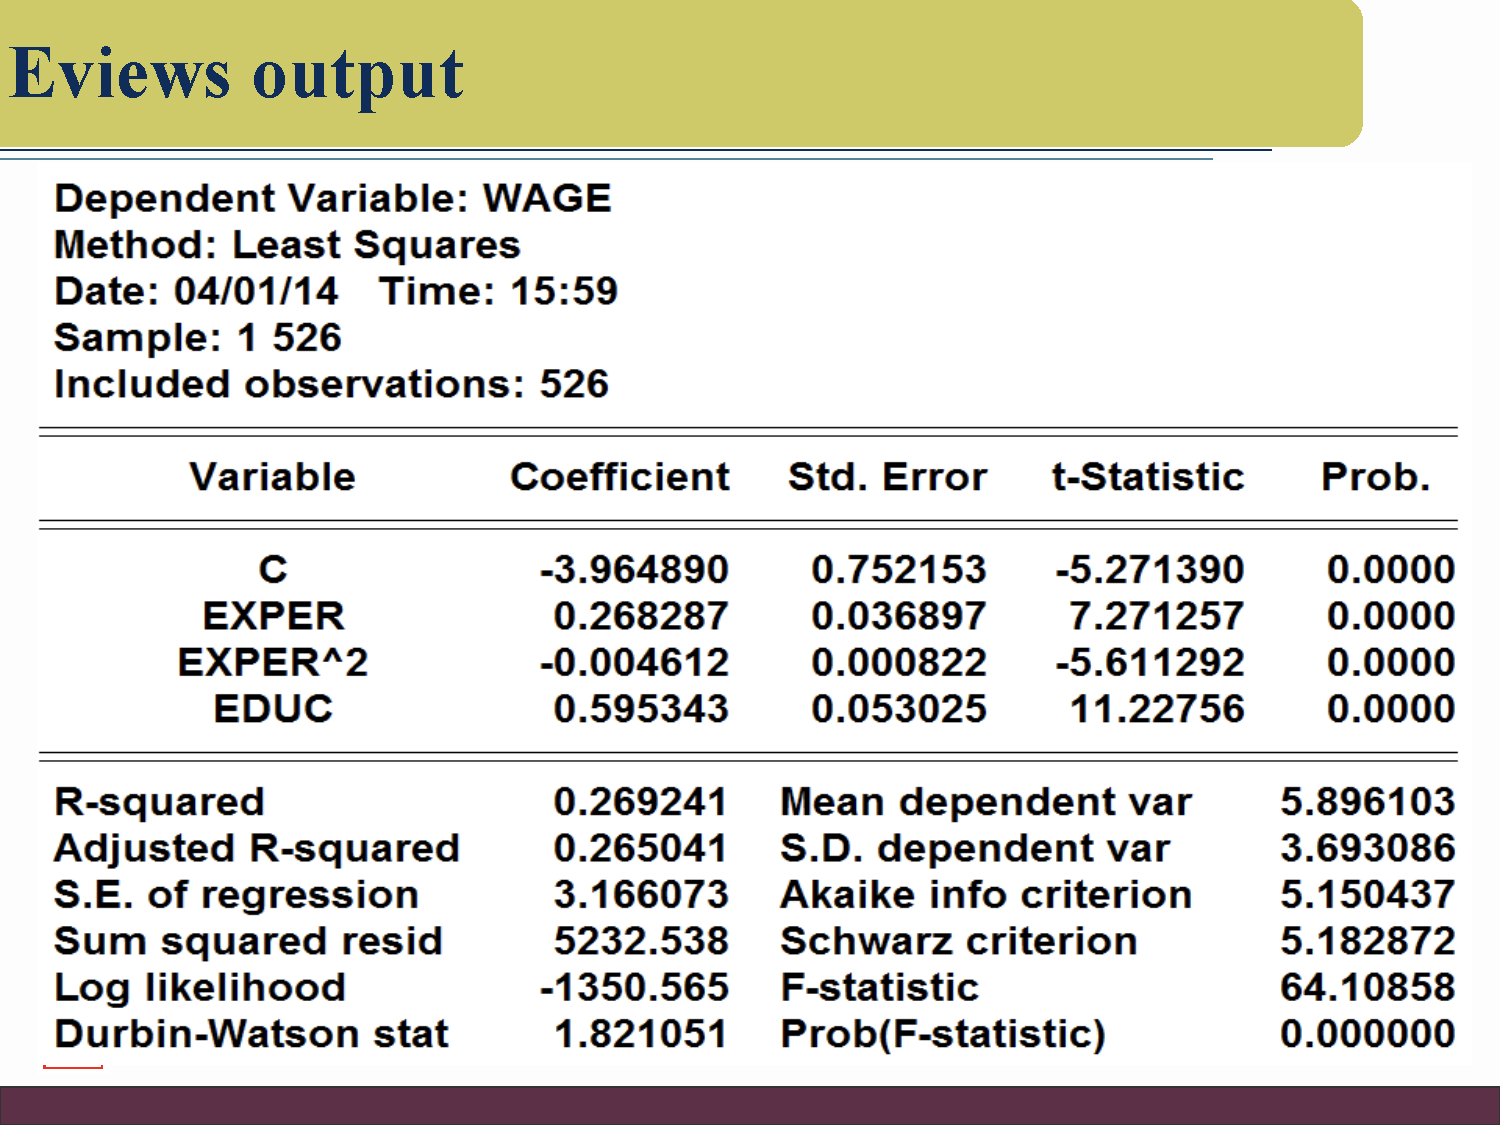 Eviews output
Dependent Variable: WAGE
Method: Least Squares
Date: 04/01/14 Time: 15:59
Sample: 1 526
Included observations: 526
Variable Coefficient Std. Error t-Statistic Prob.
C -3.964890 0.752153 -5.271390 0.0000
EXPER 0.268287 0.036897 7.271257 0.0000
EXPER^2 -0.004612 0.000822 -5.611292 0.0000
EDUC 0.595343 0.053025 11.22756 0.0000
R-squared 0.269241 Mean dependent var 5.896103
Adjusted R-squared 0.265041 S.D. dependent var 3.693086
S.E. of regression 3.166073 Akaike info criterion 5.150437
Sum squared resid 5232.538 Schwarz criterion 5.182872
Log likelihood -1350.565 F-statistic 64.10858
Durbin-Watson stat 1.821051 Prob(F-statistic) 0.000000